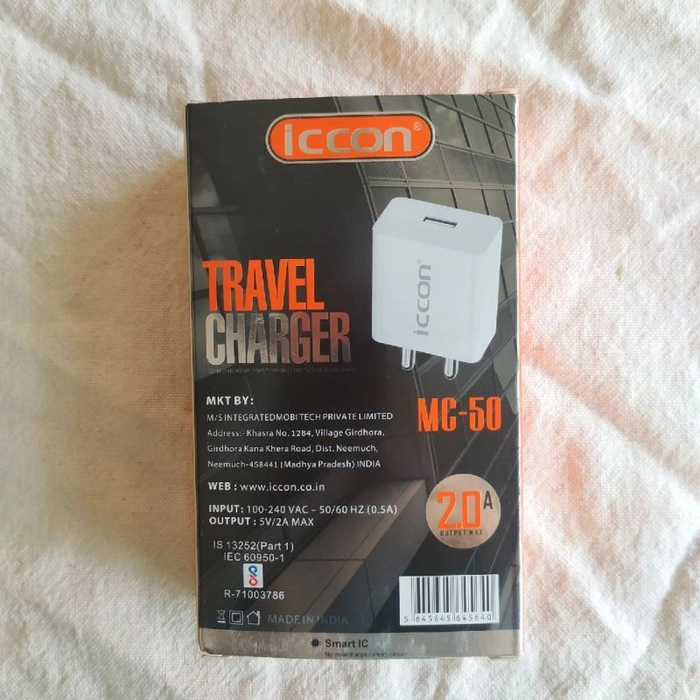 iccon®
iccon®
TRAVEL
CHARGER
MC-50
MKT BY:
M/S INTEGRATEDMOBI TECH PRIVATE LIMITED
Address:- Khasra No. 1284, Village Girdhora,
Girdhora Kana Khera Road, Dist. Neemuch,
Neemuch-458441 (Madhya Pradesh) INDIA
WEB : www.iccon.co.in
INPUT: 100-240 VAC ~ 50/60 HZ (0.5A)
OUTPUT : 5V/2A MAX
2.0A
OUTPUT MAX
IS 13252(Part 1)
IEC 60950-1
R-71003786
MADE IN INDIA
5 645645 645640
Smart IC